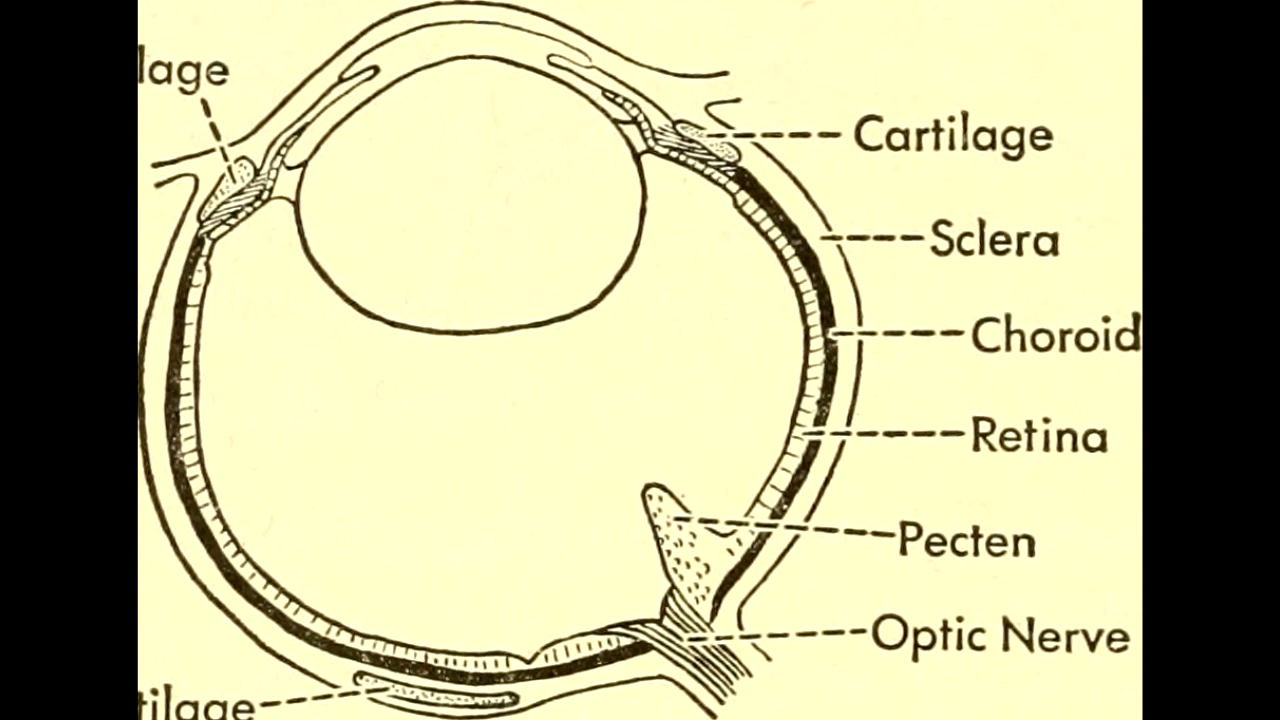 lage
Cartilage
Sclera
Choroid
Retina
Pecten
Optic Nerve
tilage